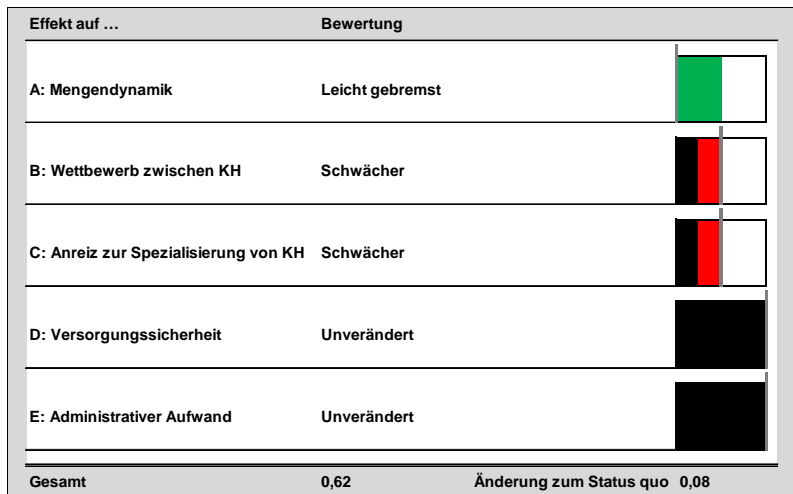 Effekt auf … Bewertung
A: Mengendynamik Leicht gebremst
B: Wettbewerb zwischen KH Schwächer
C: Anreiz zur Spezialisierung von KH Schwächer
D: Versorgungssicherheit Unverändert
E: Administrativer Aufwand Unverändert
Gesamt 0,62 Änderung zum Status quo 0,08